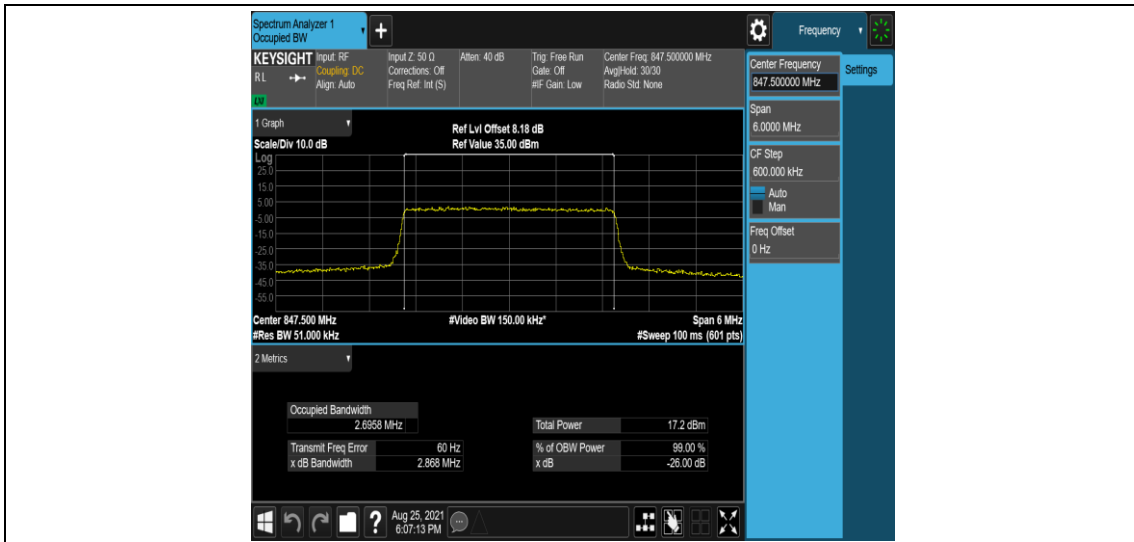 Spectrum Analyzer 1
Occupied BW
Frequency
KEYSIGHT
RL
Input: RF
Coupling: DC
Align: Auto
Input Z: 50 Ω
Corrections: Off
Freq Ref: Int (S)
Atten: 40 dB
Trig: Free Run
Gate: Off
#IF Gain: Low
Center Freq: 847.500000 MHz
Avg|Hold: 30/30
Radio Std: None
Center Frequency
847.500000 MHz
Settings
Span
6.0000 MHz
CF Step
600.000 kHz
Auto
Man
Freq Offset
0 Hz
1 Graph
Scale/Div 10.0 dB
Ref Lvl Offset 8.18 dB
Ref Value 35.00 dBm
Log
25.0
15.0
5.00
-5.00
-15.0
-25.0
-35.0
-45.0
-55.0
Center 847.500 MHz
#Res BW 51.000 kHz
#Video BW 150.00 kHz*
Span 6 MHz
#Sweep 100 ms (601 pts)
2 Metrics
Occupied Bandwidth
2.6958 MHz
Total Power 17.2 dBm
Transmit Freq Error 60 Hz
% of OBW Power 99.00 %
x dB Bandwidth 2.868 MHz
x dB -26.00 dB
?
Aug 25, 2021
6:07:13 PM